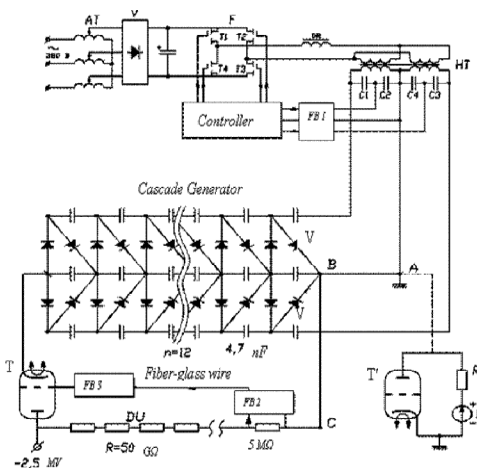 AT V F
T1 T2 DR
~
380 B
HT
T4 T3
C1 C2 C4 C3
Controller FB1
Cascade Generator
V
B A
V
n=12 4,7 nF
T Fiber-glass wire T'
FB3 FB2 R
DU C
R=50 GΩ 5 MΩ
-2,5 MV